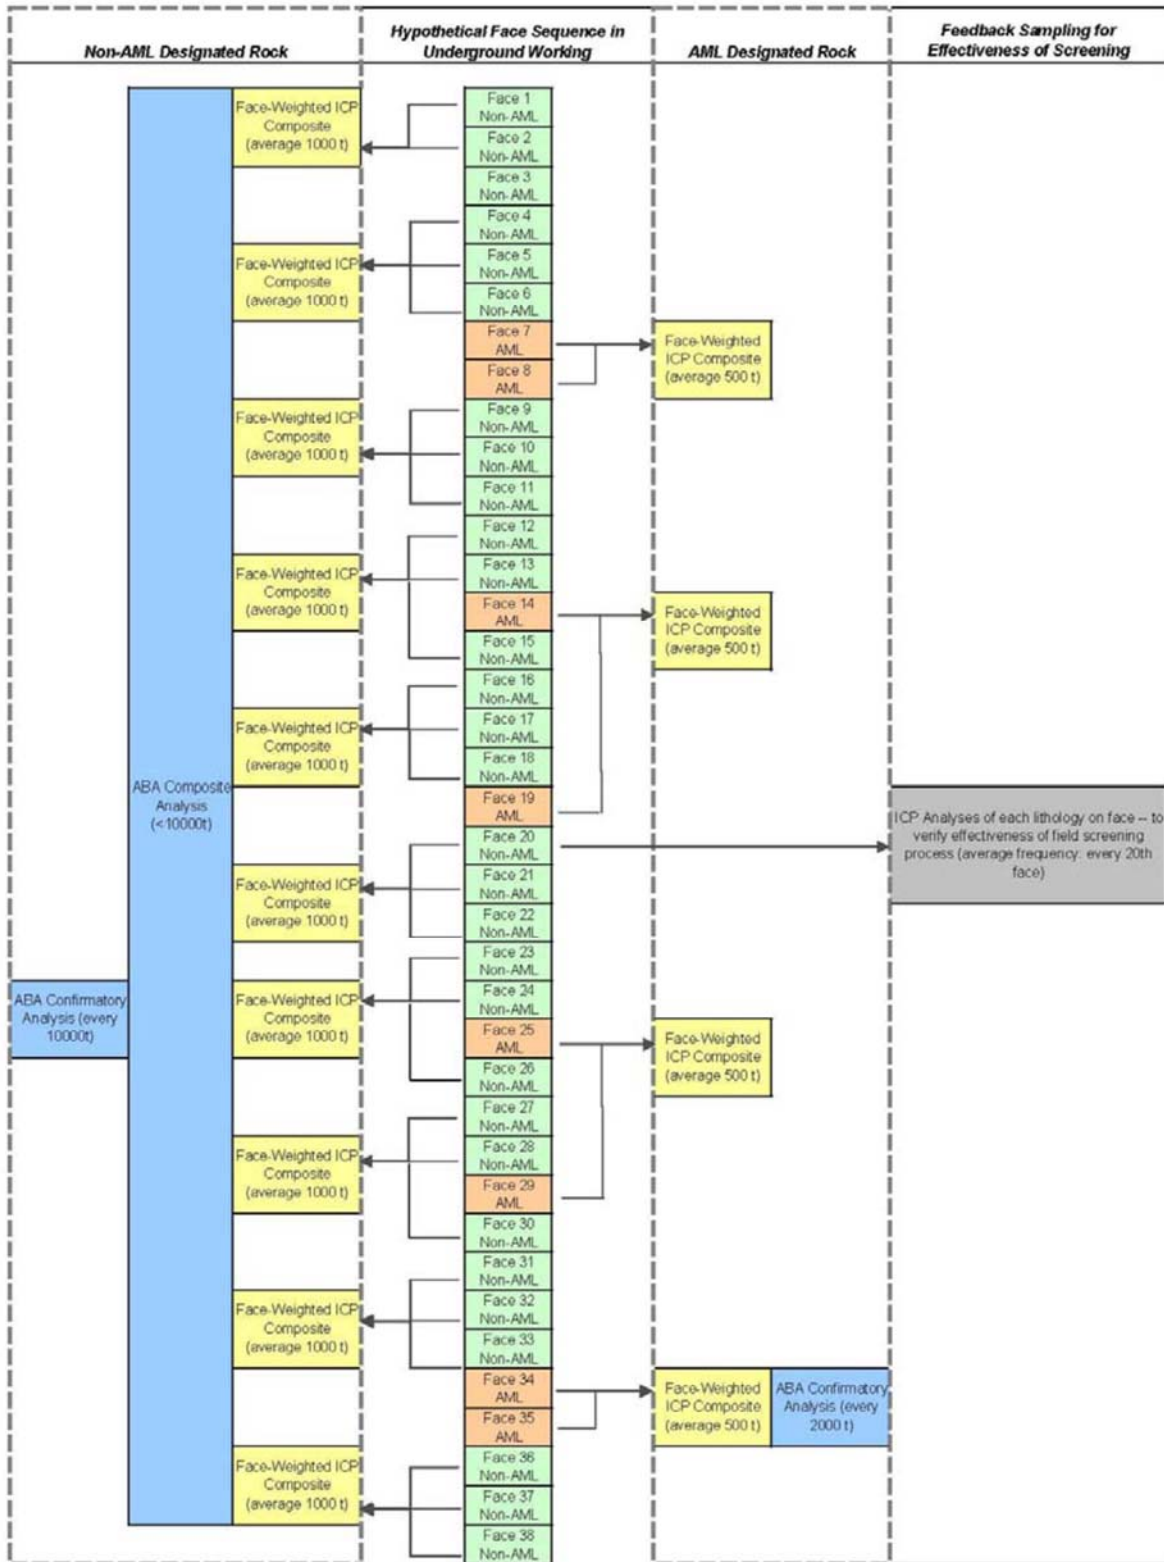 Non-AML Designated Rock
Hypothetical Face Sequence in
Underground Working
AML Designated Rock
Feedback Sampling for
Effectiveness of Screening
Face-Weighted ICP
Composite
(average 1000 t)
Face 1
Non-AML
Face 2
Non-AML
Face 3
Non-AML
Face 4
Non-AML
Face-Weighted ICP
Composite
(average 1000 t)
Face 5
Non-AML
Face 6
Non-AML
Face 7
AML
Face 8
AML
Face-Weighted
ICP Composite
(average 500 t)
Face-Weighted ICP
Composite
(average 1000 t)
Face 9
Non-AML
Face 10
Non-AML
Face 11
Non-AML
Face 12
Non-AML
Face-Weighted ICP
Composite
(average 1000 t)
Face 13
Non-AML
Face 14
AML
Face-Weighted
ICP Composite
(average 500 t)
Face 15
Non-AML
Face 16
Non-AML
Face-Weighted ICP
Composite
(average 1000 t)
Face 17
Non-AML
Face 18
Non-AML
ABA Composite
Analysis
(<10000t)
Face 19
AML
Face 20
Non-AML
ICP Analyses of each lithology on face -- to
verify effectiveness of field screening
process (average frequency: every 20th
face)
Face-Weighted ICP
Composite
(average 1000 t)
Face 21
Non-AML
Face 22
Non-AML
Face 23
Non-AML
ABA Confirmatory
Analysis (every
10000t)
Face-Weighted ICP
Composite
(average 1000 t)
Face 24
Non-AML
Face 25
AML
Face-Weighted
ICP Composite
(average 500 t)
Face 26
Non-AML
Face 27
Non-AML
Face-Weighted ICP
Composite
(average 1000 t)
Face 28
Non-AML
Face 29
AML
Face 30
Non-AML
Face 31
Non-AML
Face-Weighted ICP
Composite
(average 1000 t)
Face 32
Non-AML
Face 33
Non-AML
Face 34
AML
Face 35
AML
Face-Weighted
ICP Composite
(average 500 t)
ABA Confirmatory
Analysis (every
2000 t)
Face-Weighted ICP
Composite
(average 1000 t)
Face 36
Non-AML
Face 37
Non-AML
Face 38
Non-AML